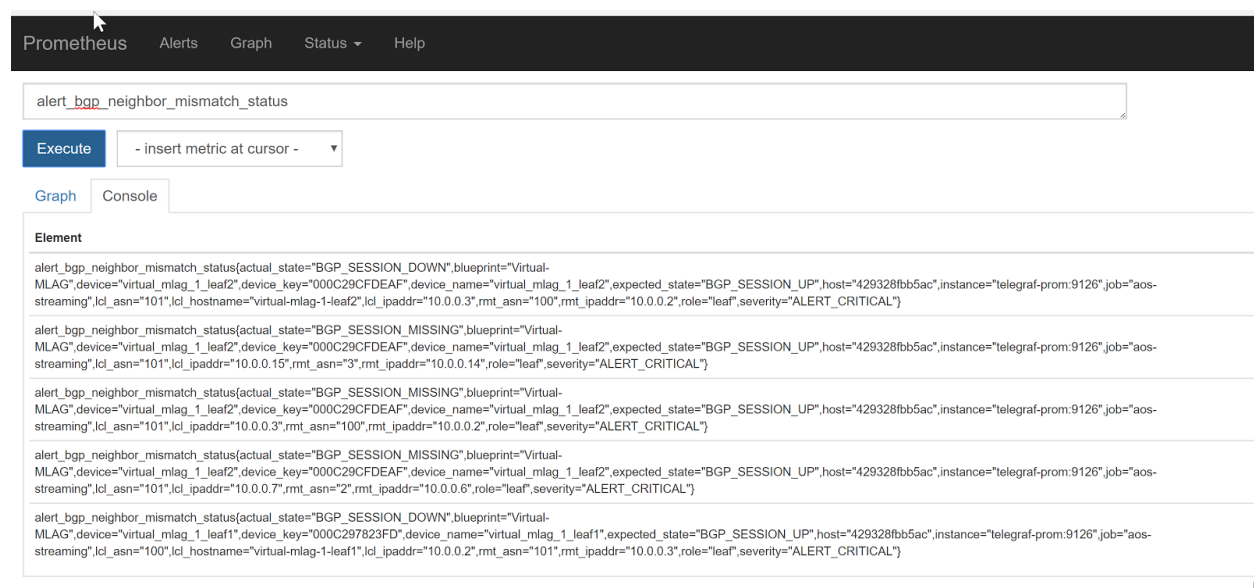 Prometheus Alerts Graph Status Help
alert_bgp_neighbor_mismatch_status
Execute - insert metric at cursor -
Graph Console
Element
alert_bgp_neighbor_mismatch_status{actual_state="BGP_SESSION_DOWN",blueprint="Virtual-
MLAG",device="virtual_mlag_1_leaf2",device_key="000C29CFDEAF",device_name="virtual_mlag_1_leaf2",expected_state="BGP_SESSION_UP",host="429328fbb5ac",instance="telegraf-prom:9126",job="aos-
streaming",lcl_asn="101",lcl_hostname="virtual-mlag-1-leaf2",lcl_ipaddr="10.0.0.3",rmt_asn="100",rmt_ipaddr="10.0.0.2",role="leaf",severity="ALERT_CRITICAL"}
alert_bgp_neighbor_mismatch_status{actual_state="BGP_SESSION_MISSING",blueprint="Virtual-
MLAG",device="virtual_mlag_1_leaf2",device_key="000C29CFDEAF",device_name="virtual_mlag_1_leaf2",expected_state="BGP_SESSION_UP",host="429328fbb5ac",instance="telegraf-prom:9126",job="aos-
streaming",lcl_asn="101",lcl_ipaddr="10.0.0.15",rmt_asn="3",rmt_ipaddr="10.0.0.14",role="leaf",severity="ALERT_CRITICAL"}
alert_bgp_neighbor_mismatch_status{actual_state="BGP_SESSION_MISSING",blueprint="Virtual-
MLAG",device="virtual_mlag_1_leaf2",device_key="000C29CFDEAF",device_name="virtual_mlag_1_leaf2",expected_state="BGP_SESSION_UP",host="429328fbb5ac",instance="telegraf-prom:9126",job="aos-
streaming",lcl_asn="101",lcl_ipaddr="10.0.0.3",rmt_asn="100",rmt_ipaddr="10.0.0.2",role="leaf",severity="ALERT_CRITICAL"}
alert_bgp_neighbor_mismatch_status{actual_state="BGP_SESSION_MISSING",blueprint="Virtual-
MLAG",device="virtual_mlag_1_leaf2",device_key="000C29CFDEAF",device_name="virtual_mlag_1_leaf2",expected_state="BGP_SESSION_UP",host="429328fbb5ac",instance="telegraf-prom:9126",job="aos-
streaming",lcl_asn="101",lcl_ipaddr="10.0.0.7",rmt_asn="2",rmt_ipaddr="10.0.0.6",role="leaf",severity="ALERT_CRITICAL"}
alert_bgp_neighbor_mismatch_status{actual_state="BGP_SESSION_DOWN",blueprint="Virtual-
MLAG",device="virtual_mlag_1_leaf1",device_key="000C297823FD",device_name="virtual_mlag_1_leaf1",expected_state="BGP_SESSION_UP",host="429328fbb5ac",instance="telegraf-prom:9126",job="aos-
streaming",lcl_asn="100",lcl_hostname="virtual-mlag-1-leaf1",lcl_ipaddr="10.0.0.2",rmt_asn="101",rmt_ipaddr="10.0.0.3",role="leaf",severity="ALERT_CRITICAL"}